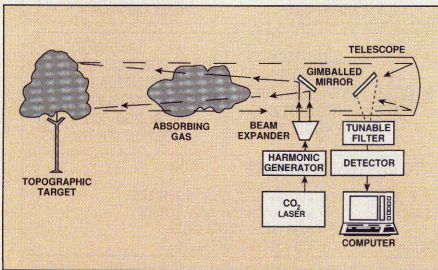 TELESCOPE
GIMBALLED
MIRROR
ABSORBING
GAS
BEAM
EXPANDER
TUNABLE
FILTER
HARMONIC
GENERATOR
DETECTOR
TOPOGRAPHIC
TARGET
CO₂
LASER
COMPUTER